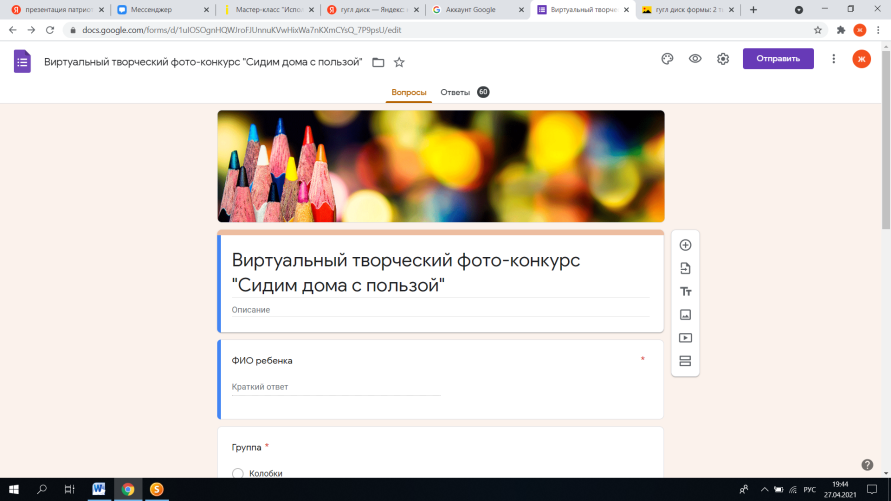 презентация патриот
Мессенджер
Мастер-класс "Испо
гугл диск — Яндекс:
Аккаунт Google
Виртуальный творче
гугл диск формы: 2 т
docs.google.com/forms/d/1uIOSOgnHQWJroFJUnnuKVwHixWa7nKXmCYsQ_7P9psU/edit
ж
Виртуальный творческий фото-конкурс "Сидим дома с пользой"
Отправить
ж
Вопросы
Ответы 60
Виртуальный творческий фото-конкурс
"Сидим дома с пользой"
Описание
ФИО ребенка *
Краткий ответ
Группа *
Колобки
РУС
19:44
27.04.2021